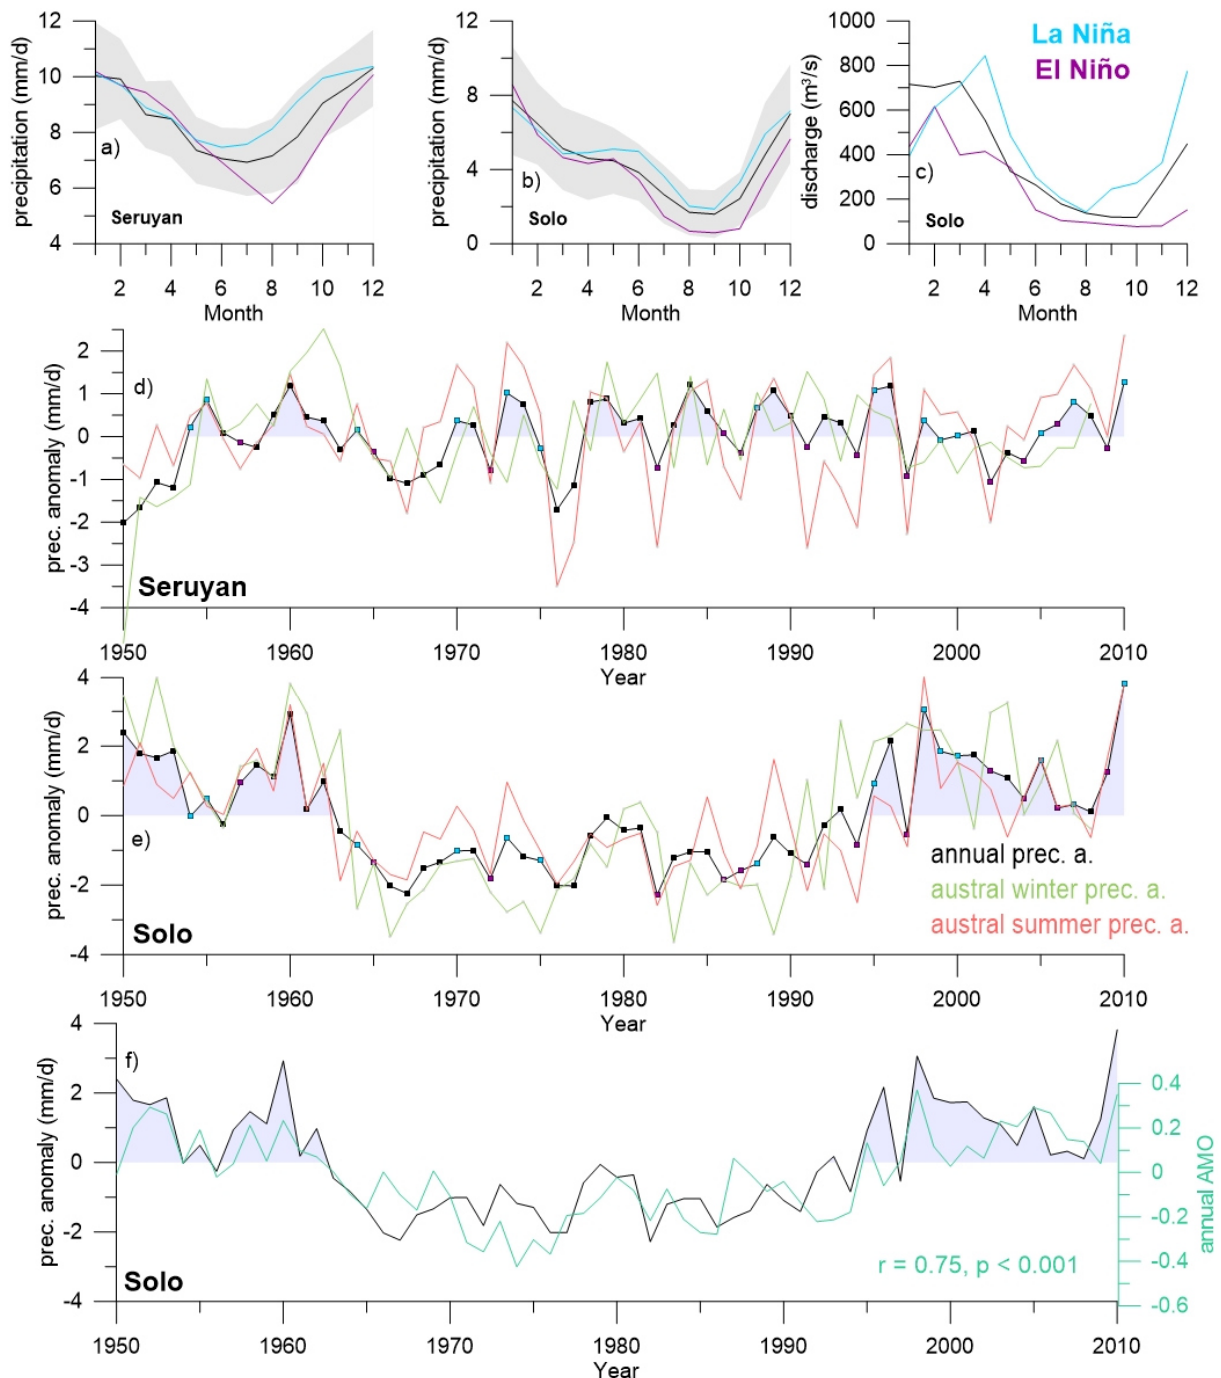 12
10
8
6
4
precipitation (mm/d)
a)
Seruyan
2
4
6
8
10
12
Month
12
8
4
0
precipitation (mm/d)
b)
Solo
2
4
6
8
10
12
Month
1000
800
600
400
200
0
discharge (m³/s)
La Niña
El Niño
c)
Solo
2
4
6
8
10
12
Month
2
1
0
-1
-2
-3
-4
prec. anomaly (mm/d)
d)
Seruyan
1950
1960
1970
1980
1990
2000
2010
Year
4
2
0
-2
-4
prec. anomaly (mm/d)
e)
annual prec. a.
austral winter prec. a.
austral summer prec. a.
Solo
1950
1960
1970
1980
1990
2000
2010
Year
4
2
0
-2
-4
prec. anomaly (mm/d)
f)
0.4
0.2
0
-0.2
-0.4
-0.6
annual AMO
r = 0.75, p < 0.001
Solo
1950
1960
1970
1980
1990
2000
2010
Year